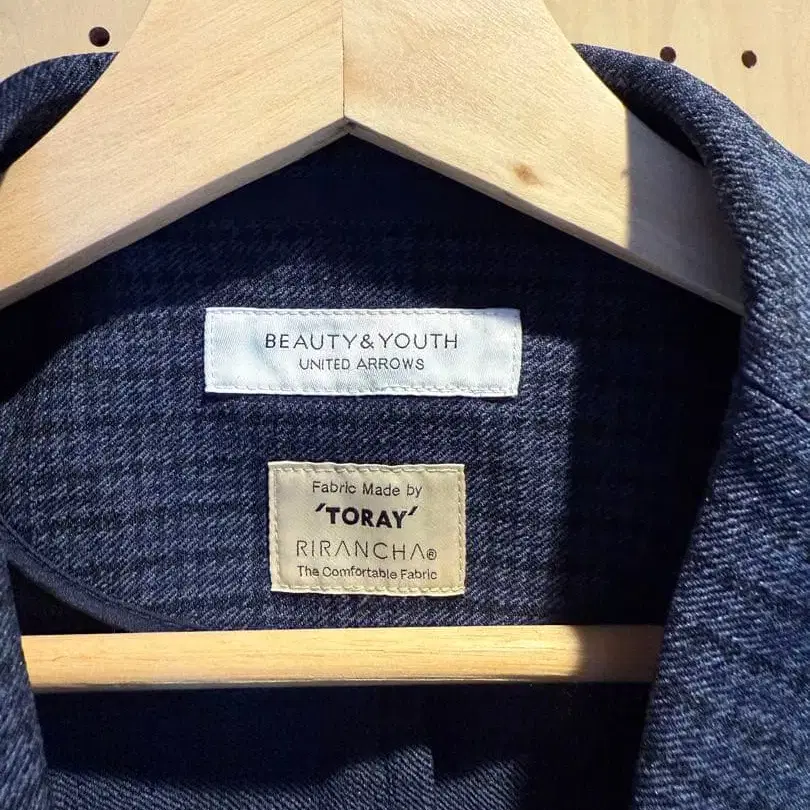 BEAUTY&YOUTH
UNITED ARROWS
Fabric Made by
'TORAY'
RIRANCHA®
The Comfortable Fabric